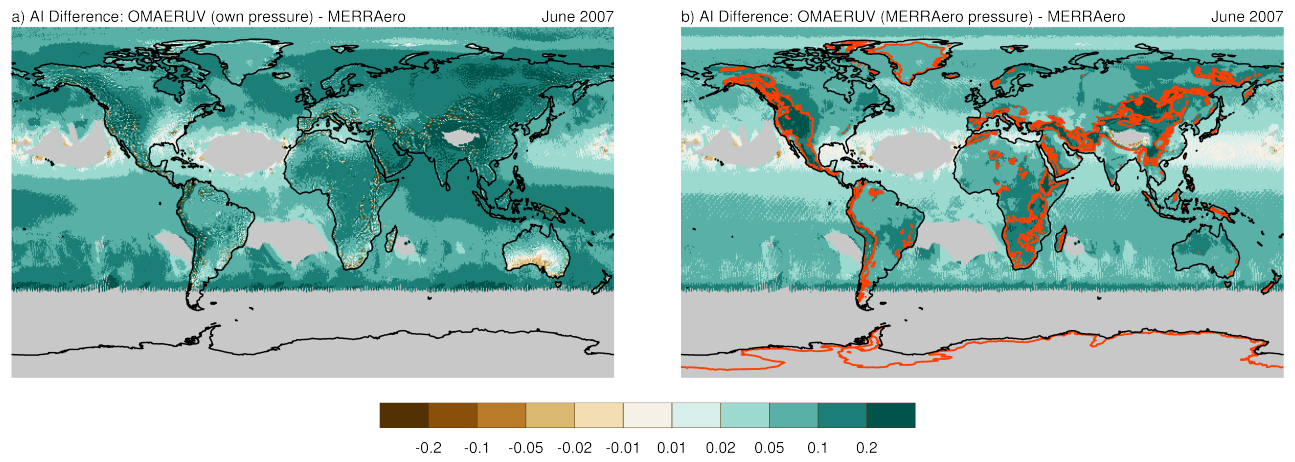 a) AI Difference: OMAERUV (own pressure) - MERRAero June 2007
b) AI Difference: OMAERUV (MERRAero pressure) - MERRAero June 2007
-0.2 -0.1 -0.05 -0.02 -0.01 0.01 0.02 0.05 0.1 0.2